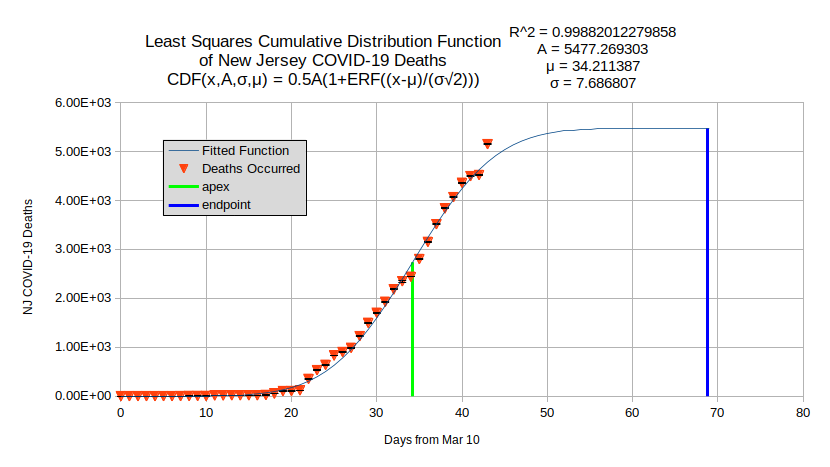 Least Squares Cumulative Distribution Function
of New Jersey COVID-19 Deaths
CDF(x,A,σ,μ) = 0.5A(1+ERF((x-μ)/(σ√2)))
R^2 = 0.99882012279858
A = 5477.269303
μ = 34.211387
σ = 7.686807
6.00E+03
5.00E+03
4.00E+03
3.00E+03
2.00E+03
1.00E+03
0.00E+00
NJ COVID-19 Deaths
Fitted Function
Deaths Occurred
apex
endpoint
0 10 20 30 40 50 60 70 80
Days from Mar 10